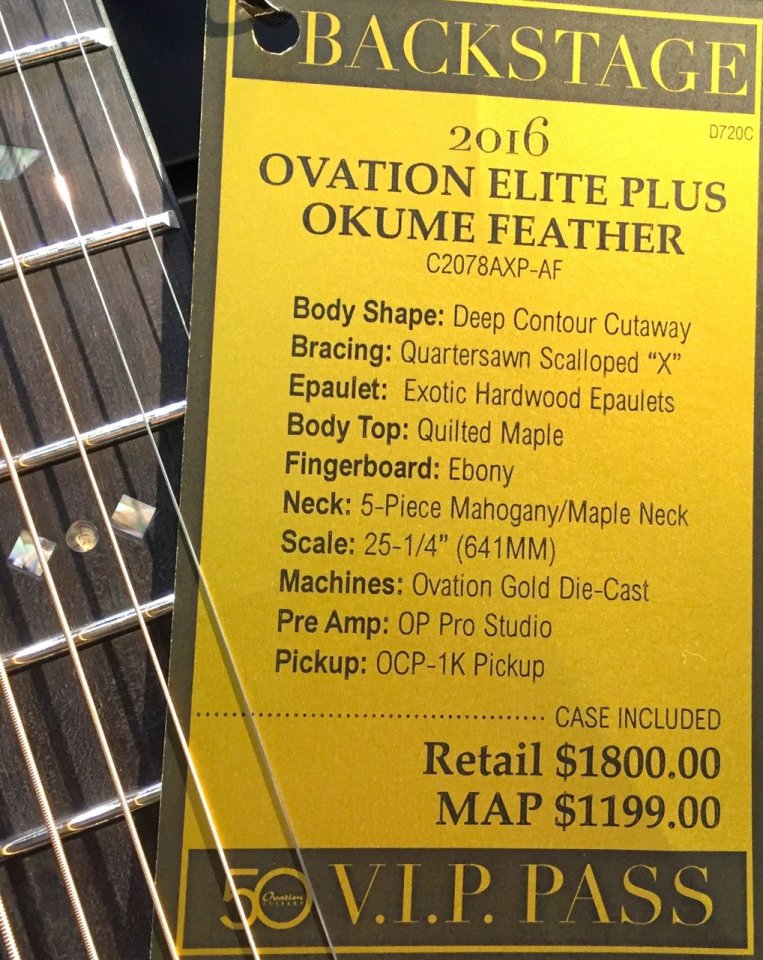 BACKSTAGE
D720C
2016
OVATION ELITE PLUS
OKUME FEATHER
C2078AXP-AF
Body Shape: Deep Contour Cutaway
Bracing: Quartersawn Scalloped “X”
Epaulet: Exotic Hardwood Epaulets
Body Top: Quilted Maple
Fingerboard: Ebony
Neck: 5-Piece Mahogany/Maple Neck
Scale: 25-1/4” (641MM)
Machines: Ovation Gold Die-Cast
Pre Amp: OP Pro Studio
Pickup: OCP-1K Pickup
CASE INCLUDED
Retail $1800.00
MAP $1199.00
50 Ovation GUITARS V.I.P. PASS